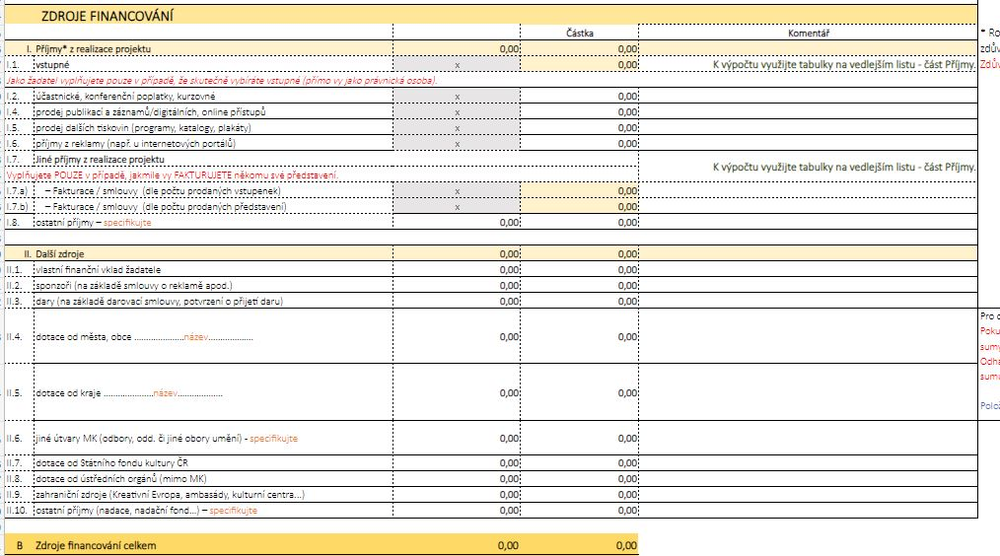 ZDROJE FINANCOVÁNÍ
Částka Komentář
* Ro
I. Příjmy* z realizace projektu 0,00 0,00
zdův
I.1. vstupné x 0,00 K výpočtu využijte tabulky na vedlejším listu - část Příjmy.
Zdův
Jako žadatel vyplňujete pouze v případě, že skutečně vybíráte vstupné (přímo vy jako právnická osoba).
I.2. účastnické, konferenční poplatky, kurzovné x 0,00
I.4. prodej publikací a záznamů/digitálních, online přístupů x 0,00
I.5. prodej dalších tiskovin (programy, katalogy, plakáty) x 0,00
I.6. příjmy z reklamy (např. u internetových portálů) x 0,00
I.7. Jiné příjmy z realizace projektu
K výpočtu využijte tabulky na vedlejším listu - část Příjmy.
Vyplňujete POUZE v případě, jakmile vy FAKTURUJETE někomu své představení.
I.7.a) – Fakturace / smlouvy (dle počtu prodaných vstupenek) x 0,00
I.7.b) – Fakturace / smlouvy (dle počtu prodaných představení) x 0,00
I.8. ostatní příjmy – specifikujte 0,00 0,00
II. Další zdroje 0,00 0,00
II.1. vlastní finanční vklad žadatele 0,00 0,00
II.2. sponzoři (na základě smlouvy o reklamě apod.) 0,00 0,00
II.3. dary (na základě darovací smlouvy, potvrzení o přijetí daru) 0,00 0,00
Pro
II.4. dotace od města, obce ......................název.................... 0,00 0,00
Poku
sumy
Odha
suma
II.5. dotace od kraje ......................název.................... 0,00 0,00
Polož
II.6. jiné útvary MK (odbory, odd. či jiné obory umění) - specifikujte 0,00 0,00
II.7. dotace od Státního fondu kultury ČR 0,00 0,00
II.8. dotace od ústředních orgánů (mimo MK) 0,00 0,00
II.9. zahraniční zdroje (Kreativní Evropa, ambasády, kulturní centra...) 0,00 0,00
II.10. ostatní příjmy (nadace, nadační fond...) – specifikujte 0,00 0,00
B Zdroje financování celkem 0,00 0,00